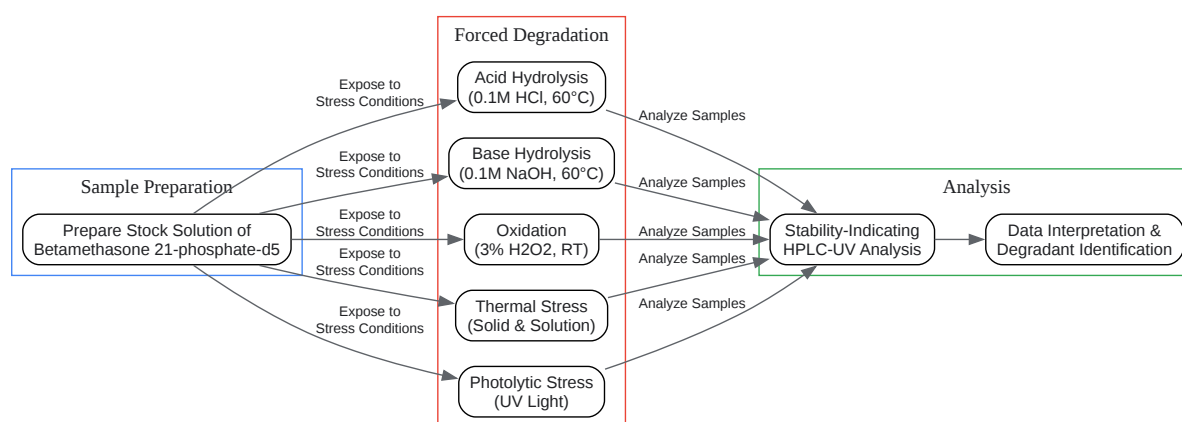 Sample Preparation
Prepare Stock Solution of
Betamethasone 21-phosphate-d5
Expose to
Stress Conditions
Expose to
Stress Conditions
Expose to
Stress Conditions
Expose to
Stress Conditions
Expose to
Stress Conditions
Forced Degradation
Acid Hydrolysis
(0.1M HCl, 60°C)
Base Hydrolysis
(0.1M NaOH, 60°C)
Oxidation
(3% H2O2, RT)
Thermal Stress
(Solid & Solution)
Photolytic Stress
(UV Light)
Analyze Samples
Analyze Samples
Analyze Samples
Analyze Samples
Analyze Samples
Analysis
Stability-Indicating
HPLC-UV Analysis
Data Interpretation &
Degradant Identification